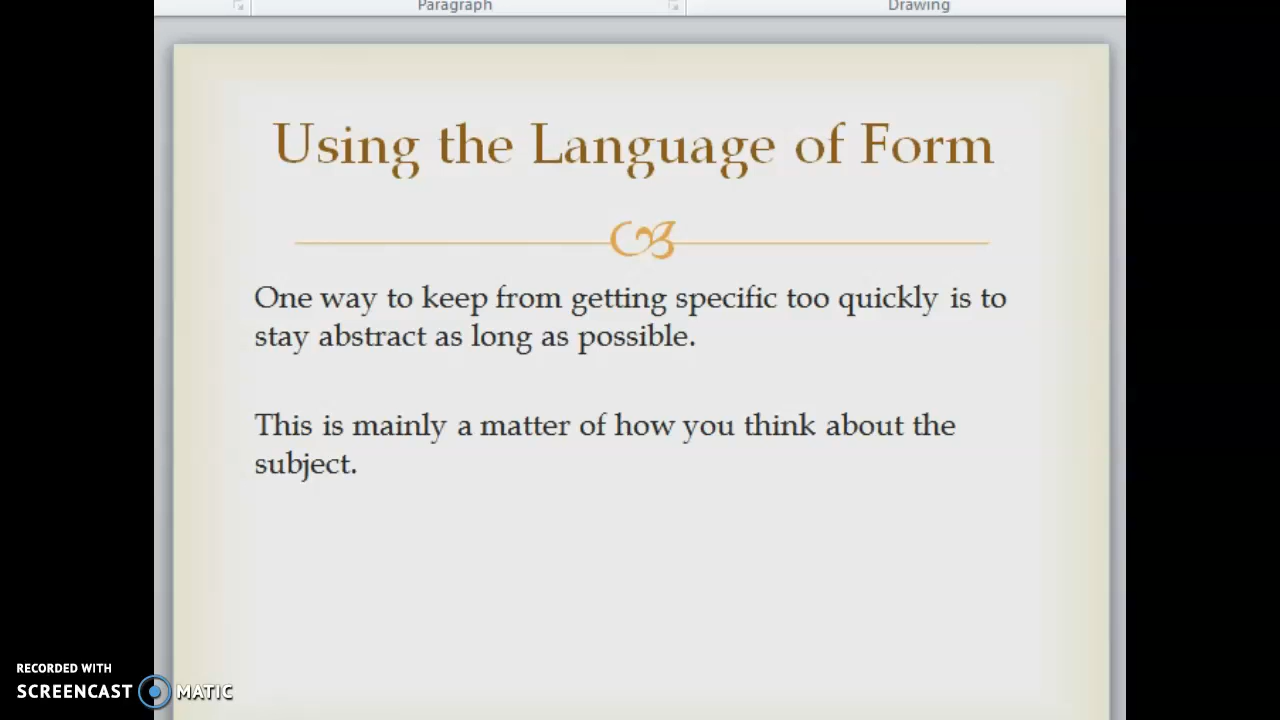 Paragraph
Drawing
Using the Language of Form
One way to keep from getting specific too quickly is to
stay abstract as long as possible.
This is mainly a matter of how you think about the
subject.
RECORDED WITH
SCREENCAST MATIC